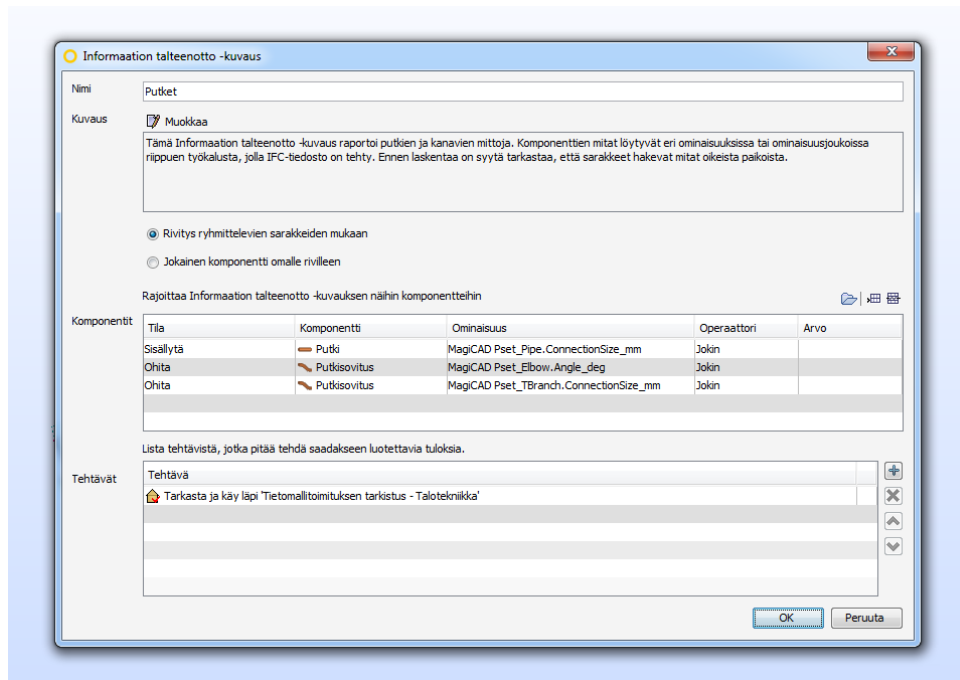 Informaation talteenotto -kuvaus
Nimi
Putket
Kuvaus
Muokkaa
Tämä Informaation talteenotto -kuvaus raportoi putkien ja kanavien mittoja. Komponenttien mitat löytyvät eri ominaisuuksissa tai ominaisuusjoukoissa
riippuen työkalusta, jolla IFC-tiedosto on tehty. Ennen laskentaa on syytä tarkastaa, että sarakkeet hakevat mitat oikeista paikoista.
Rivitys ryhmittelevien sarakkeiden mukaan
Jokainen komponentti omalle rivilleen
Rajoittaa Informaation talteenotto -kuvauksen näihin komponentteihin
Komponentit
Tila Komponentti Ominaisuus Operaattori Arvo
Sisällytä Putki MagiCAD Pset_Pipe.ConnectionSize_mm Jokin
Ohita Putkisovitus MagiCAD Pset_Elbow.Angle_deg Jokin
Ohita Putkisovitus MagiCAD Pset_TBranch.ConnectionSize_mm Jokin
Lista tehtävistä, jotka pitää tehdä saadakseen luotettavia tuloksia.
Tehtävät
Tehtävä
Tarkasta ja käy läpi 'Tietomallitoimituksen tarkistus - Talotekniikka'
OK Peruuta